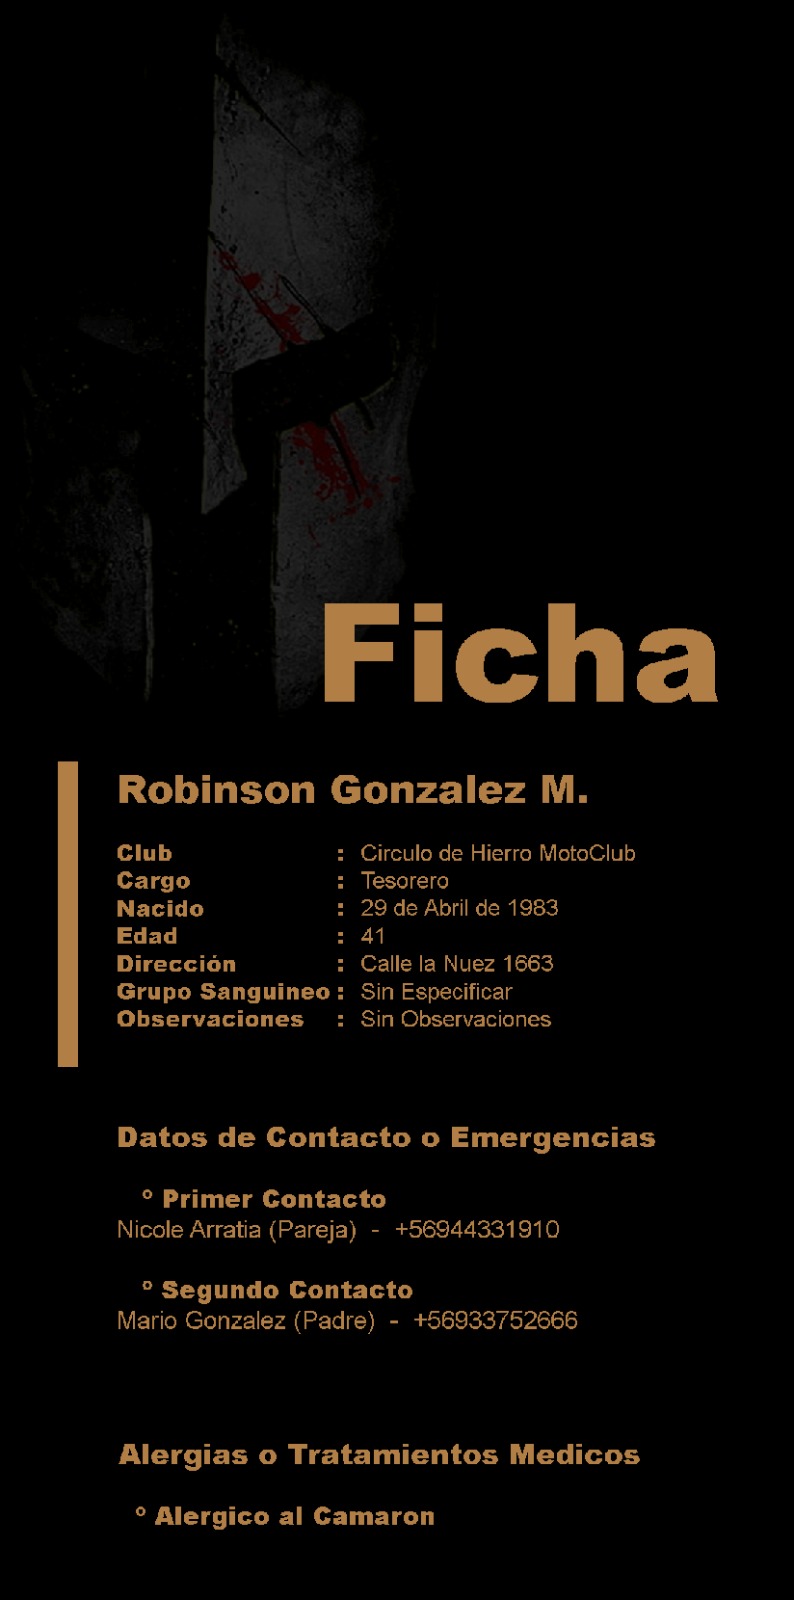 Ficha
Robinson Gonzalez M.
Club : Circulo de Hierro MotoClub
Cargo : Tesorero
Nacido : 29 de Abril de 1983
Edad : 41
Dirección : Calle la Nuez 1663
Grupo Sanguineo : Sin Especificar
Observaciones : Sin Observaciones
Datos de Contacto o Emergencias
° Primer Contacto
Nicole Arratia (Pareja) - +56944331910
° Segundo Contacto
Mario Gonzalez (Padre) - +56933752666
Alergias o Tratamientos Medicos
° Alergico al Camaron